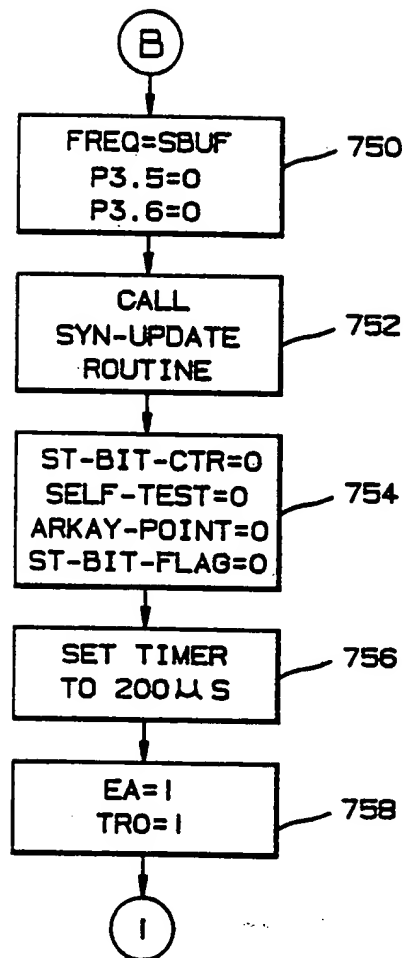 B
FREQ=SBUF
P3.5=0
P3.6=0
750
CALL
SYN-UPDATE
ROUTINE
752
ST-BIT-CTR=0
SELF-TEST=0
ARKAY-POINT=0
ST-BIT-FLAG=0
754
SET TIMER
TO 200μS
756
EA=1
TR0=1
758
1